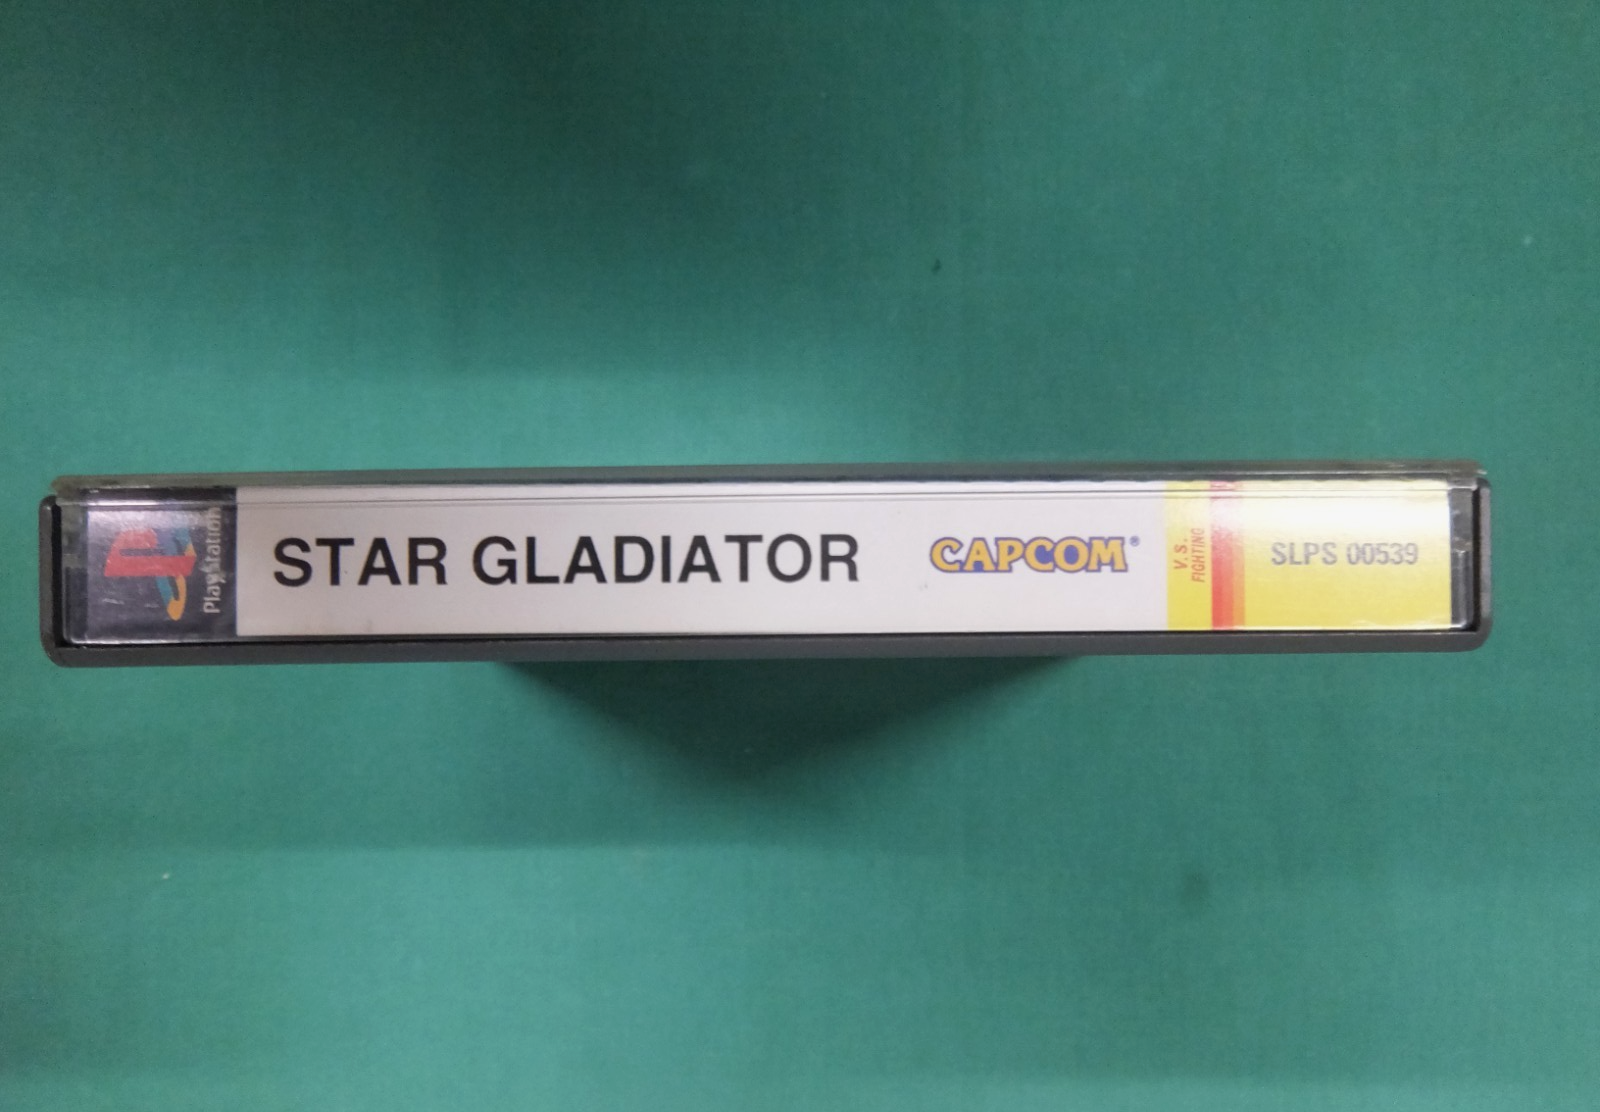 PlayStation
STAR GLADIATOR
CAPCOM®
V.S.
FIGHTING
SLPS 00539